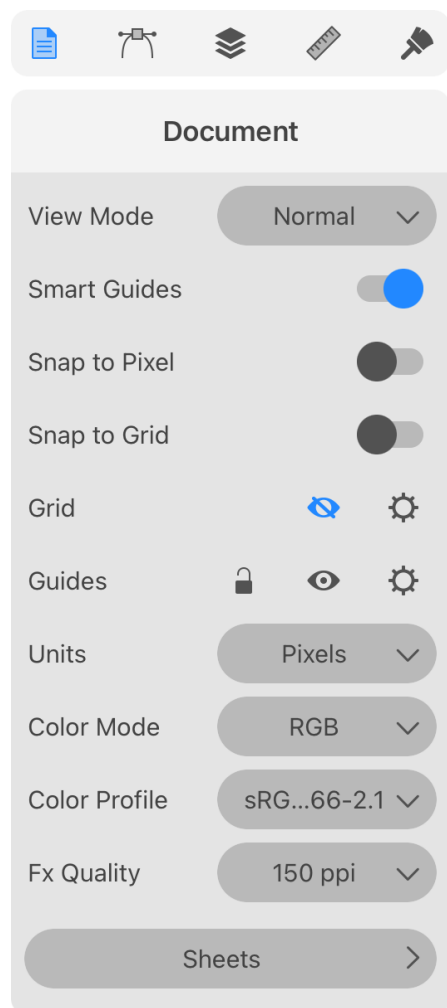 Document
View Mode Normal
Smart Guides
Snap to Pixel
Snap to Grid
Grid
Guides
Units Pixels
Color Mode RGB
Color Profile sRG...66-2.1
Fx Quality 150 ppi
Sheets